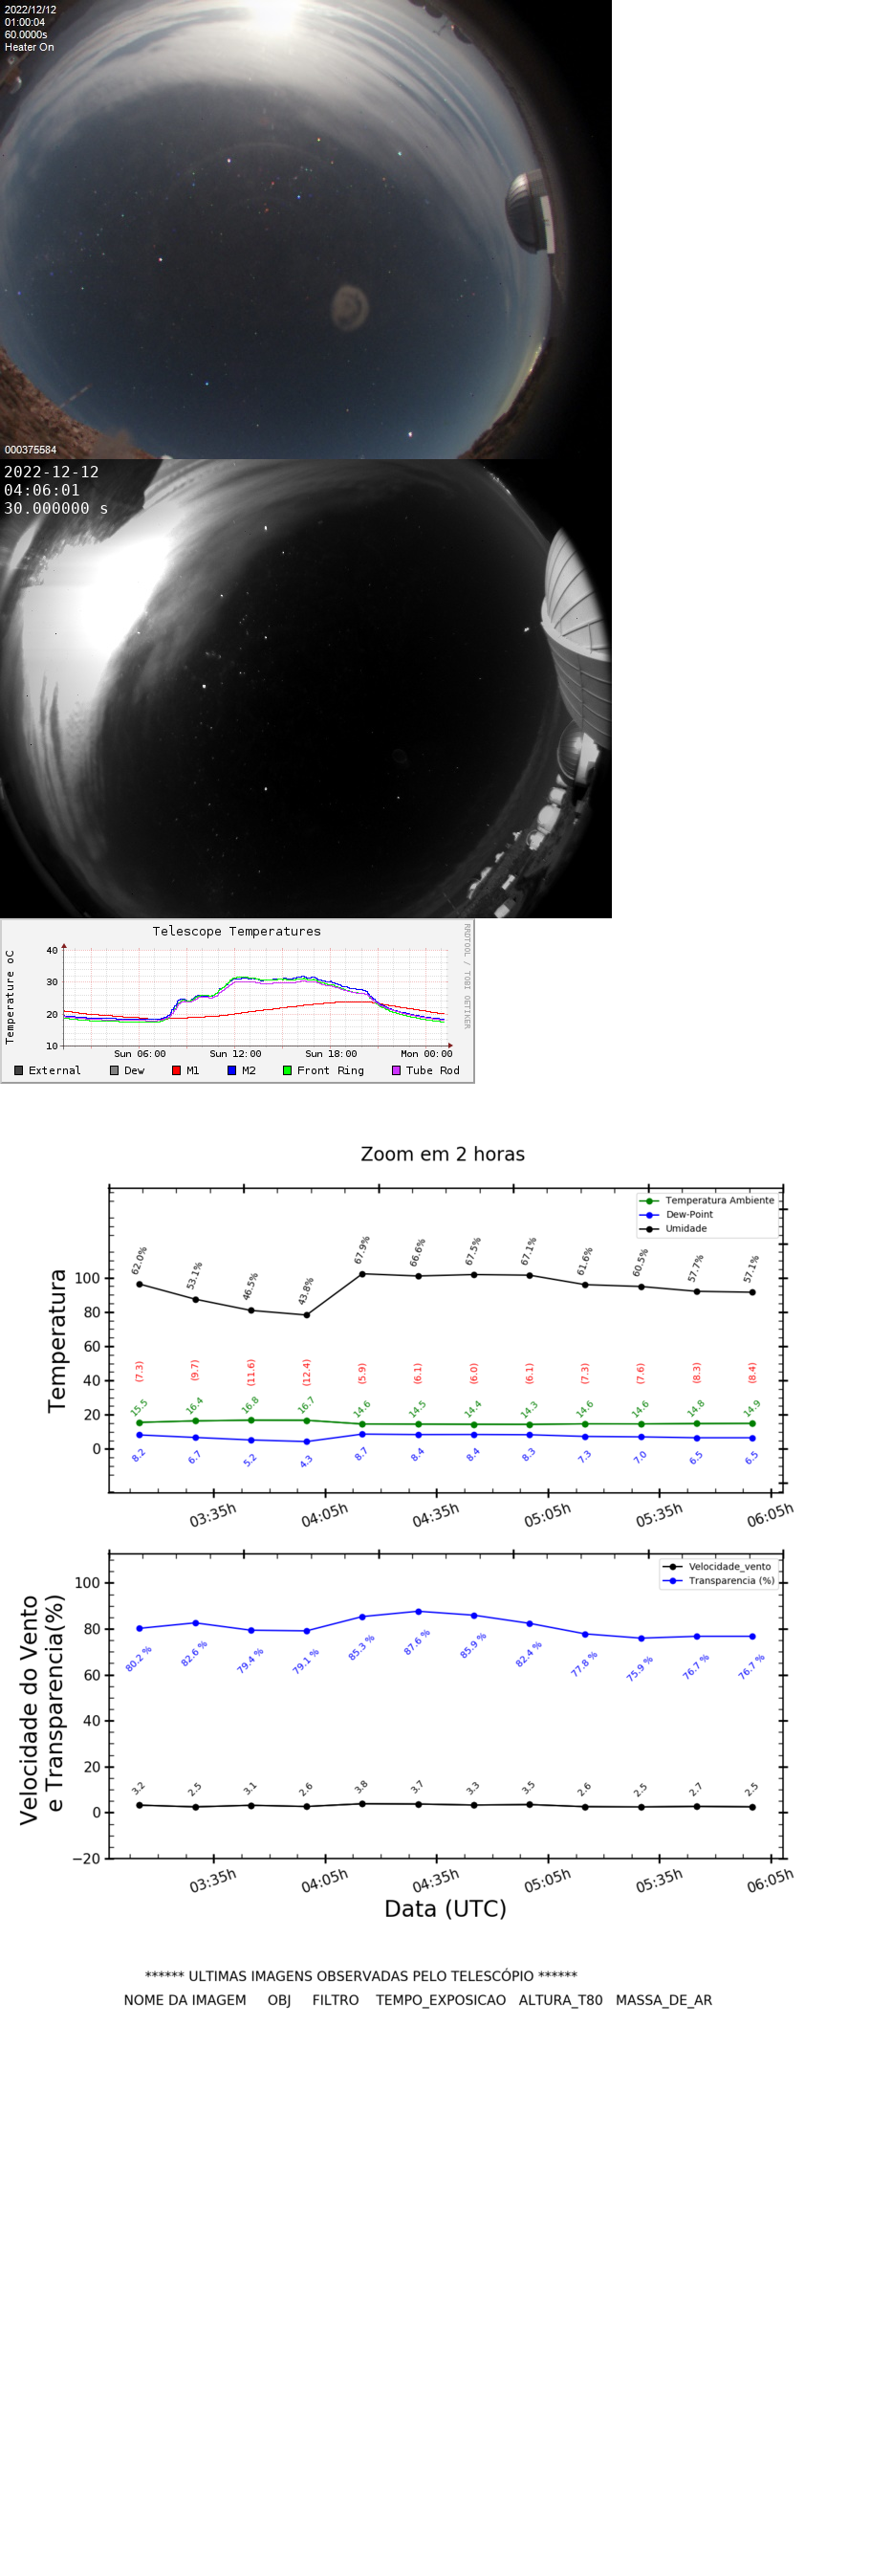 2022/12/12
01:00:04
60.0000s
Heater On
000375584
2022-12-12
04:06:01
30.000000 s
Telescope Temperatures
RRDTOOL / TOBI OETIKER
Temperature oC
40
30
20
10
Sun 06:00 Sun 12:00 Sun 18:00 Mon 00:00
External Dew M1 M2 Front Ring Tube Rod
Zoom em 2 horas
Temperatura Ambiente
Dew-Point
Umidade
Temperatura
100
80
60
40
20
0
62.0% 53.1% 46.5% 43.8% 67.9% 66.6% 67.5% 67.1% 61.6% 60.5% 57.7% 57.1%
(7.3) (9.7) (11.6) (12.4) (5.9) (6.1) (6.0) (6.1) (7.3) (7.6) (8.3) (8.4)
15.5 16.4 16.8 16.7 14.6 14.5 14.4 14.3 14.6 14.6 14.8 14.9
8.2 6.7 5.2 4.3 8.7 8.4 8.4 8.3 7.3 7.0 6.5 6.5
03:35h 04:05h 04:35h 05:05h 05:35h 06:05h
Velocidade_vento
Transparencia (%)
Velocidade do Vento
e Transparencia(%)
100
80
60
40
20
0
−20
80.2 % 82.6 % 79.4 % 79.1 % 85.3 % 87.6 % 85.9 % 82.4 % 77.8 % 75.9 % 76.7 % 76.7 %
3.2 2.5 3.1 2.6 3.8 3.7 3.3 3.5 2.6 2.5 2.7 2.5
03:35h 04:05h 04:35h 05:05h 05:35h 06:05h
Data (UTC)
****** ULTIMAS IMAGENS OBSERVADAS PELO TELESCÓPIO ******
NOME DA IMAGEM OBJ FILTRO TEMPO_EXPOSICAO ALTURA_T80 MASSA_DE_AR